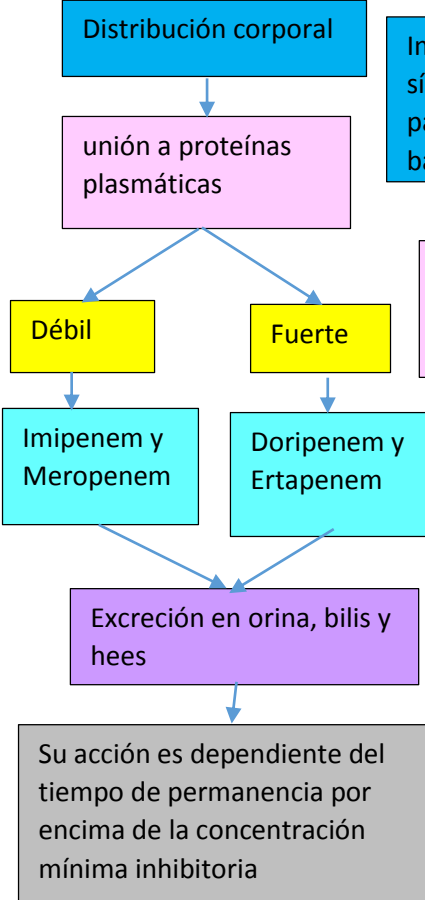 Distribución corporal
unión a proteínas
plasmáticas
Débil
Fuerte
Imipenem y
Meropenem
Doripenem y
Ertapenem
Excreción en orina, bilis y
hees
Su acción es dependiente del
tiempo de permanencia por
encima de la concentración
mínima inhibitoria